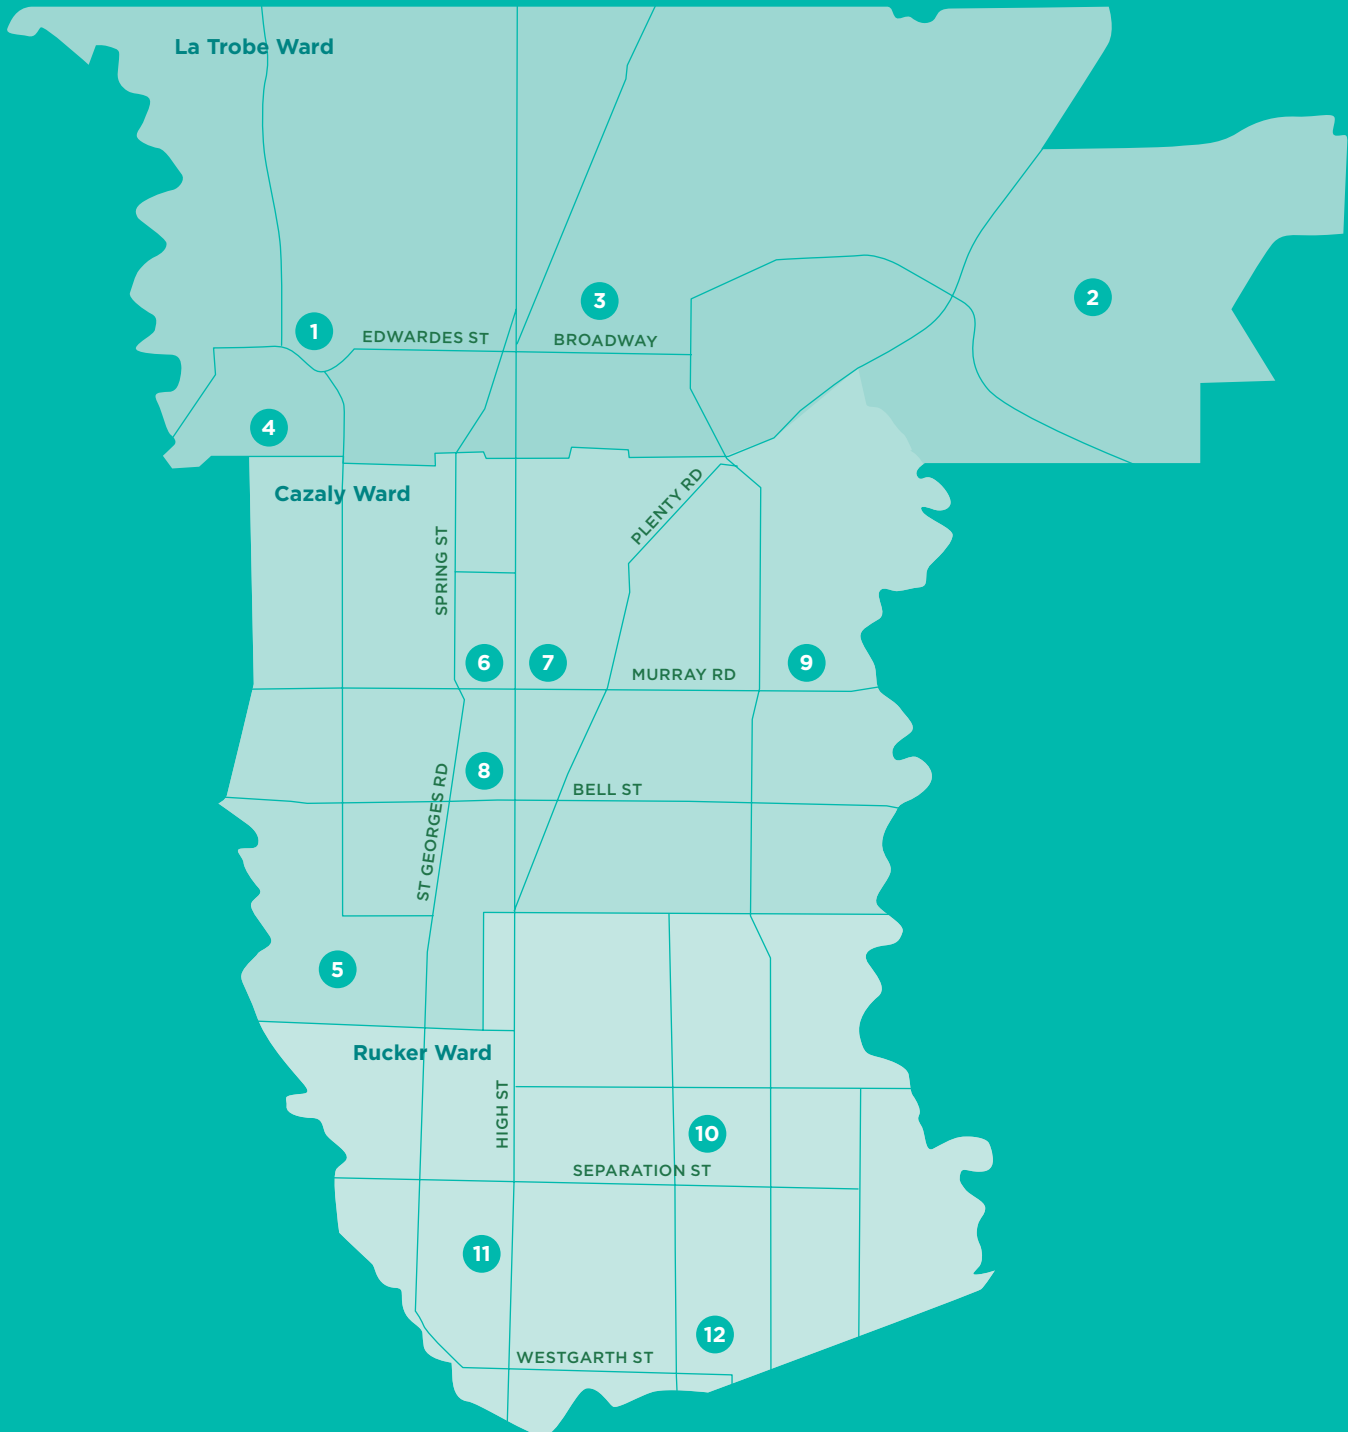 La Trobe Ward
2
3
1
EDWARDES ST
BROADWAY
4
Cazaly Ward
PLENTY RD
SPRING ST
6
7
9
MURRAY RD
8
BELL ST
ST GEORGES RD
5
Rucker Ward
HIGH ST
10
SEPARATION ST
11
12
WESTGARTH ST